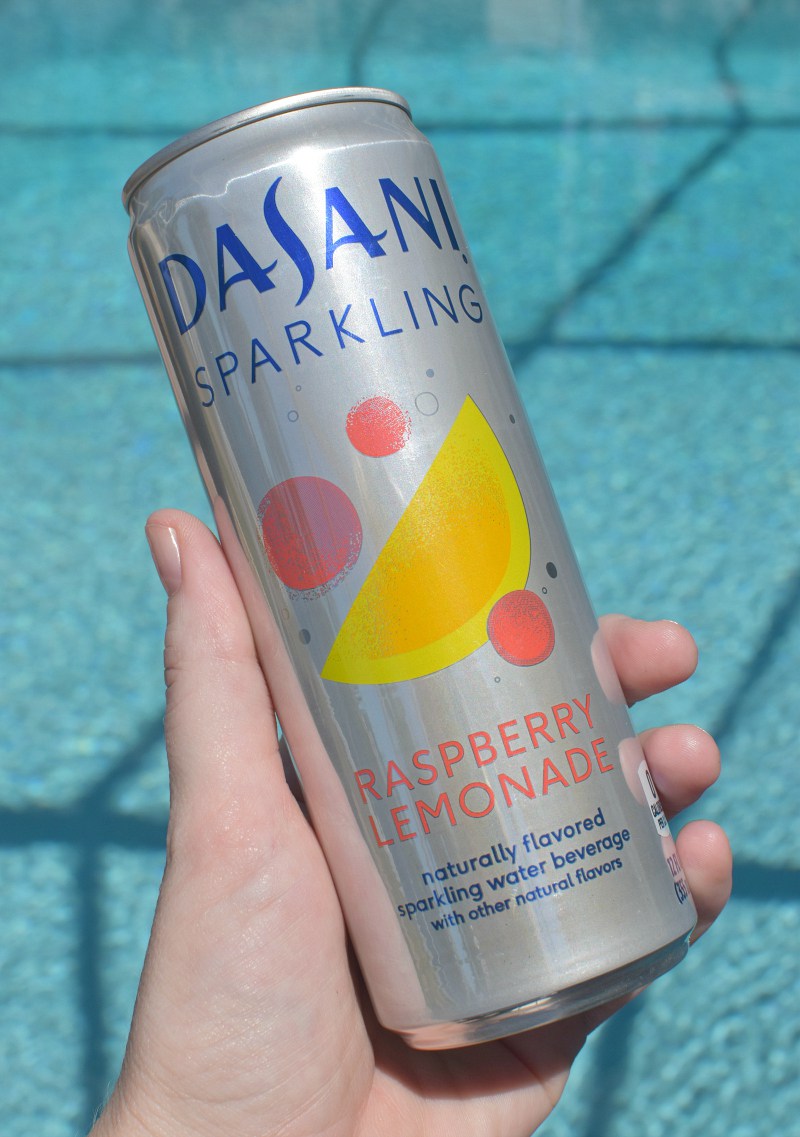 DASANI
SPARKLING
RASPBERRY
LEMONADE
naturally flavored
sparkling water beverage
with other natural flavors